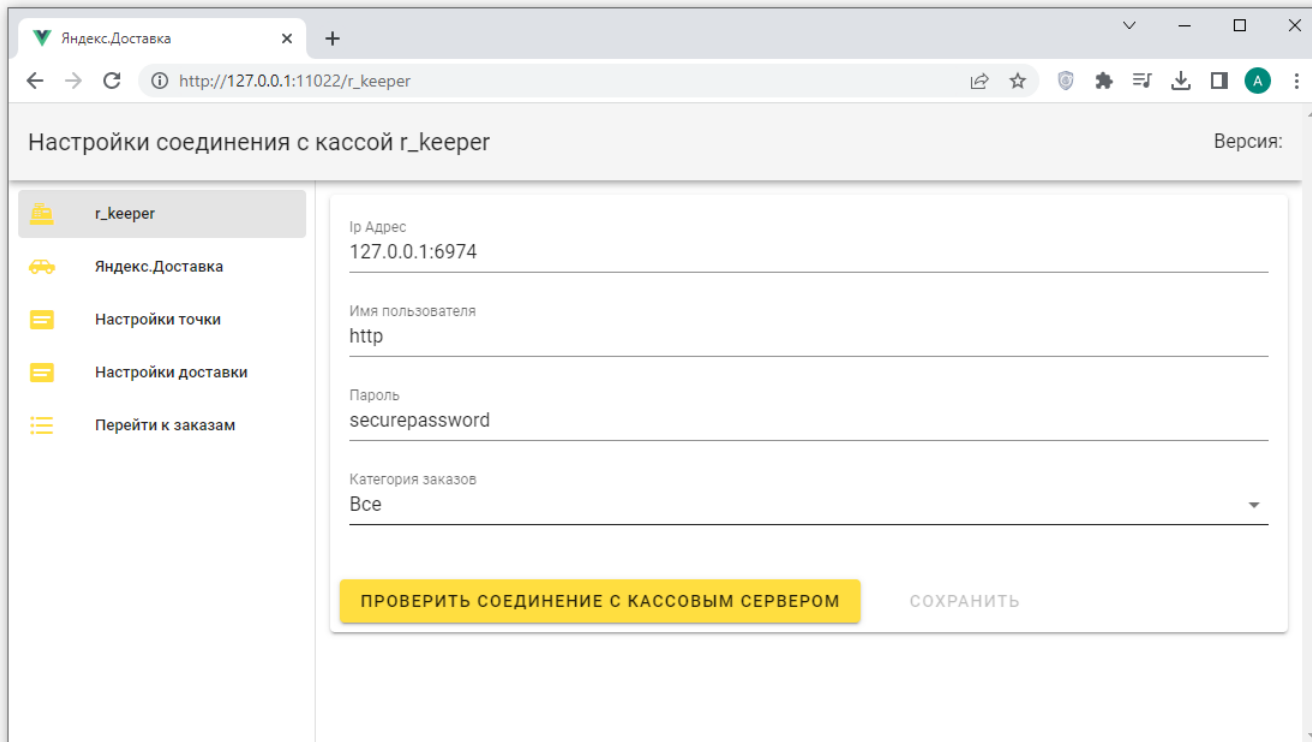 Яндекс.Доставка
http://127.0.0.1:11022/r_keeper
A
Настройки соединения с кассой r_keeper
Версия:
r_keeper
Яндекс.Доставка
Настройки точки
Настройки доставки
Перейти к заказам
Ip Адрес
127.0.0.1:6974
Имя пользователя
http
Пароль
securepassword
Категория заказов
Все
ПРОВЕРИТЬ СОЕДИНЕНИЕ С КАССОВЫМ СЕРВЕРОМ
СОХРАНИТЬ